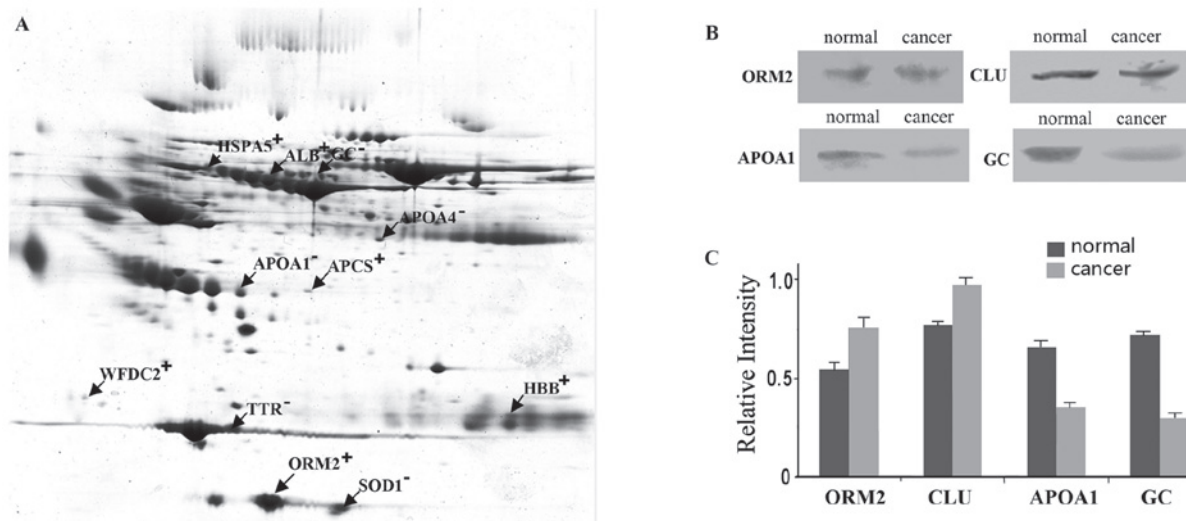 A
HSPA5+
ALB+ GC-
APOA4-
APOA1- APCS+
WFDC2+
HBB+
TTR-
ORM2+
SOD1-
B
normal cancer normal cancer
ORM2 CLU
normal cancer normal cancer
APOA1 GC
C
normal
cancer
Relative Intensity
1.0
0.5
0
ORM2 CLU APOA1 GC